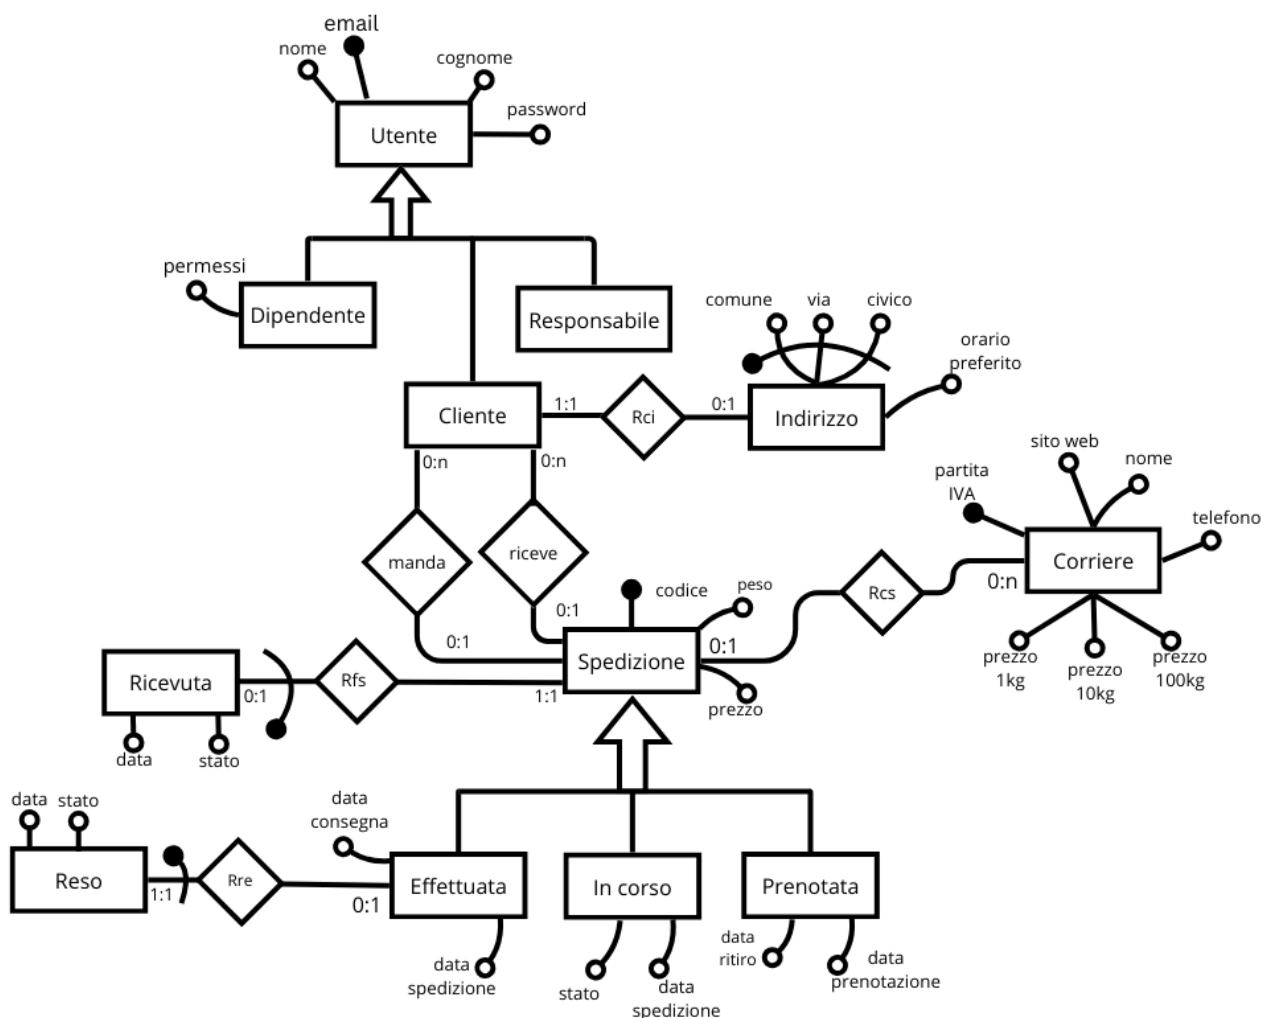 email
nome
cognome
password
Utente
permessi
Dipendente
Responsabile
comune
via
civico
orario
preferito
Cliente
1:1
Rci
0:1
Indirizzo
0:n
0:n
sito web
nome
partita
IVA
telefono
manda
riceve
Corriere
0:n
Rcs
codice
peso
0:1
0:1
Spedizione
0:1
prezzo
1kg
prezzo
10kg
prezzo
100kg
Ricevuta
0:1
Rfs
1:1
prezzo
data
stato
data
stato
data
consegna
Reso
1:1
Rre
0:1
Effettuata
In corso
Prenotata
data
spedizione
stato
data
spedizione
data
ritiro
data
prenotazione